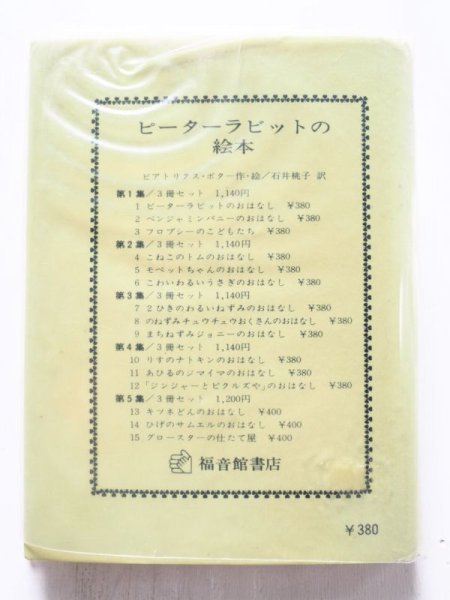 ピーターラビットの
絵本
ビアトリクス・ポター 作・絵／石井桃子 訳
第1集／3冊セット 1,140円
1 ピーターラビットのおはなし ¥380
2 ベンジャミンバニーのおはなし ¥380
3 フロプシーのこどもたち ¥380
第2集／3冊セット 1,140円
4 こねこのトムのおはなし ¥380
5 モペットちゃんのおはなし ¥380
6 こわいわるいうさぎのおはなし ¥380
第3集／3冊セット 1,140円
7 2ひきのわるいねずみのはなし ¥380
8 のねずみチュウチュウおくさんのおはなし ¥380
9 まちねずみジョニーのおはなし ¥380
第4集／3冊セット 1,140円
10 りすのナトキンのおはなし ¥380
11 あひるのジマイマのおはなし ¥380
12 「ジンジャーとピクルズや」のおはなし ¥380
第5集／3冊セット 1,200円
13 キツネどんのおはなし ¥400
14 ひげのサムエルのおはなし ¥400
15 グロースターの仕たて屋 ¥400
福音館書店
¥380